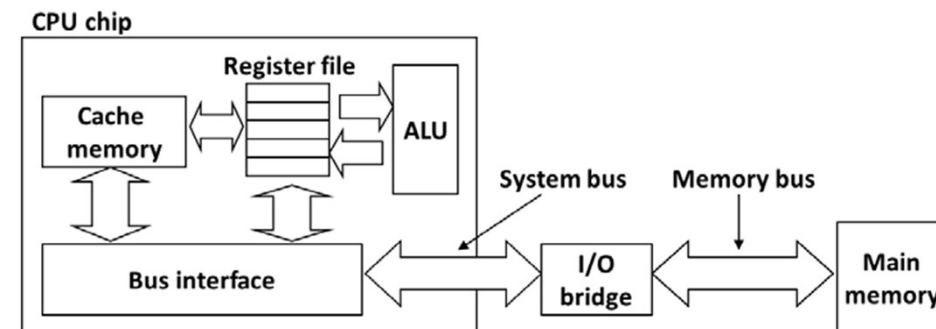 CPU chip
Register file
Cache
memory
ALU
System bus
Memory bus
Bus interface
I/O
bridge
Main
memory